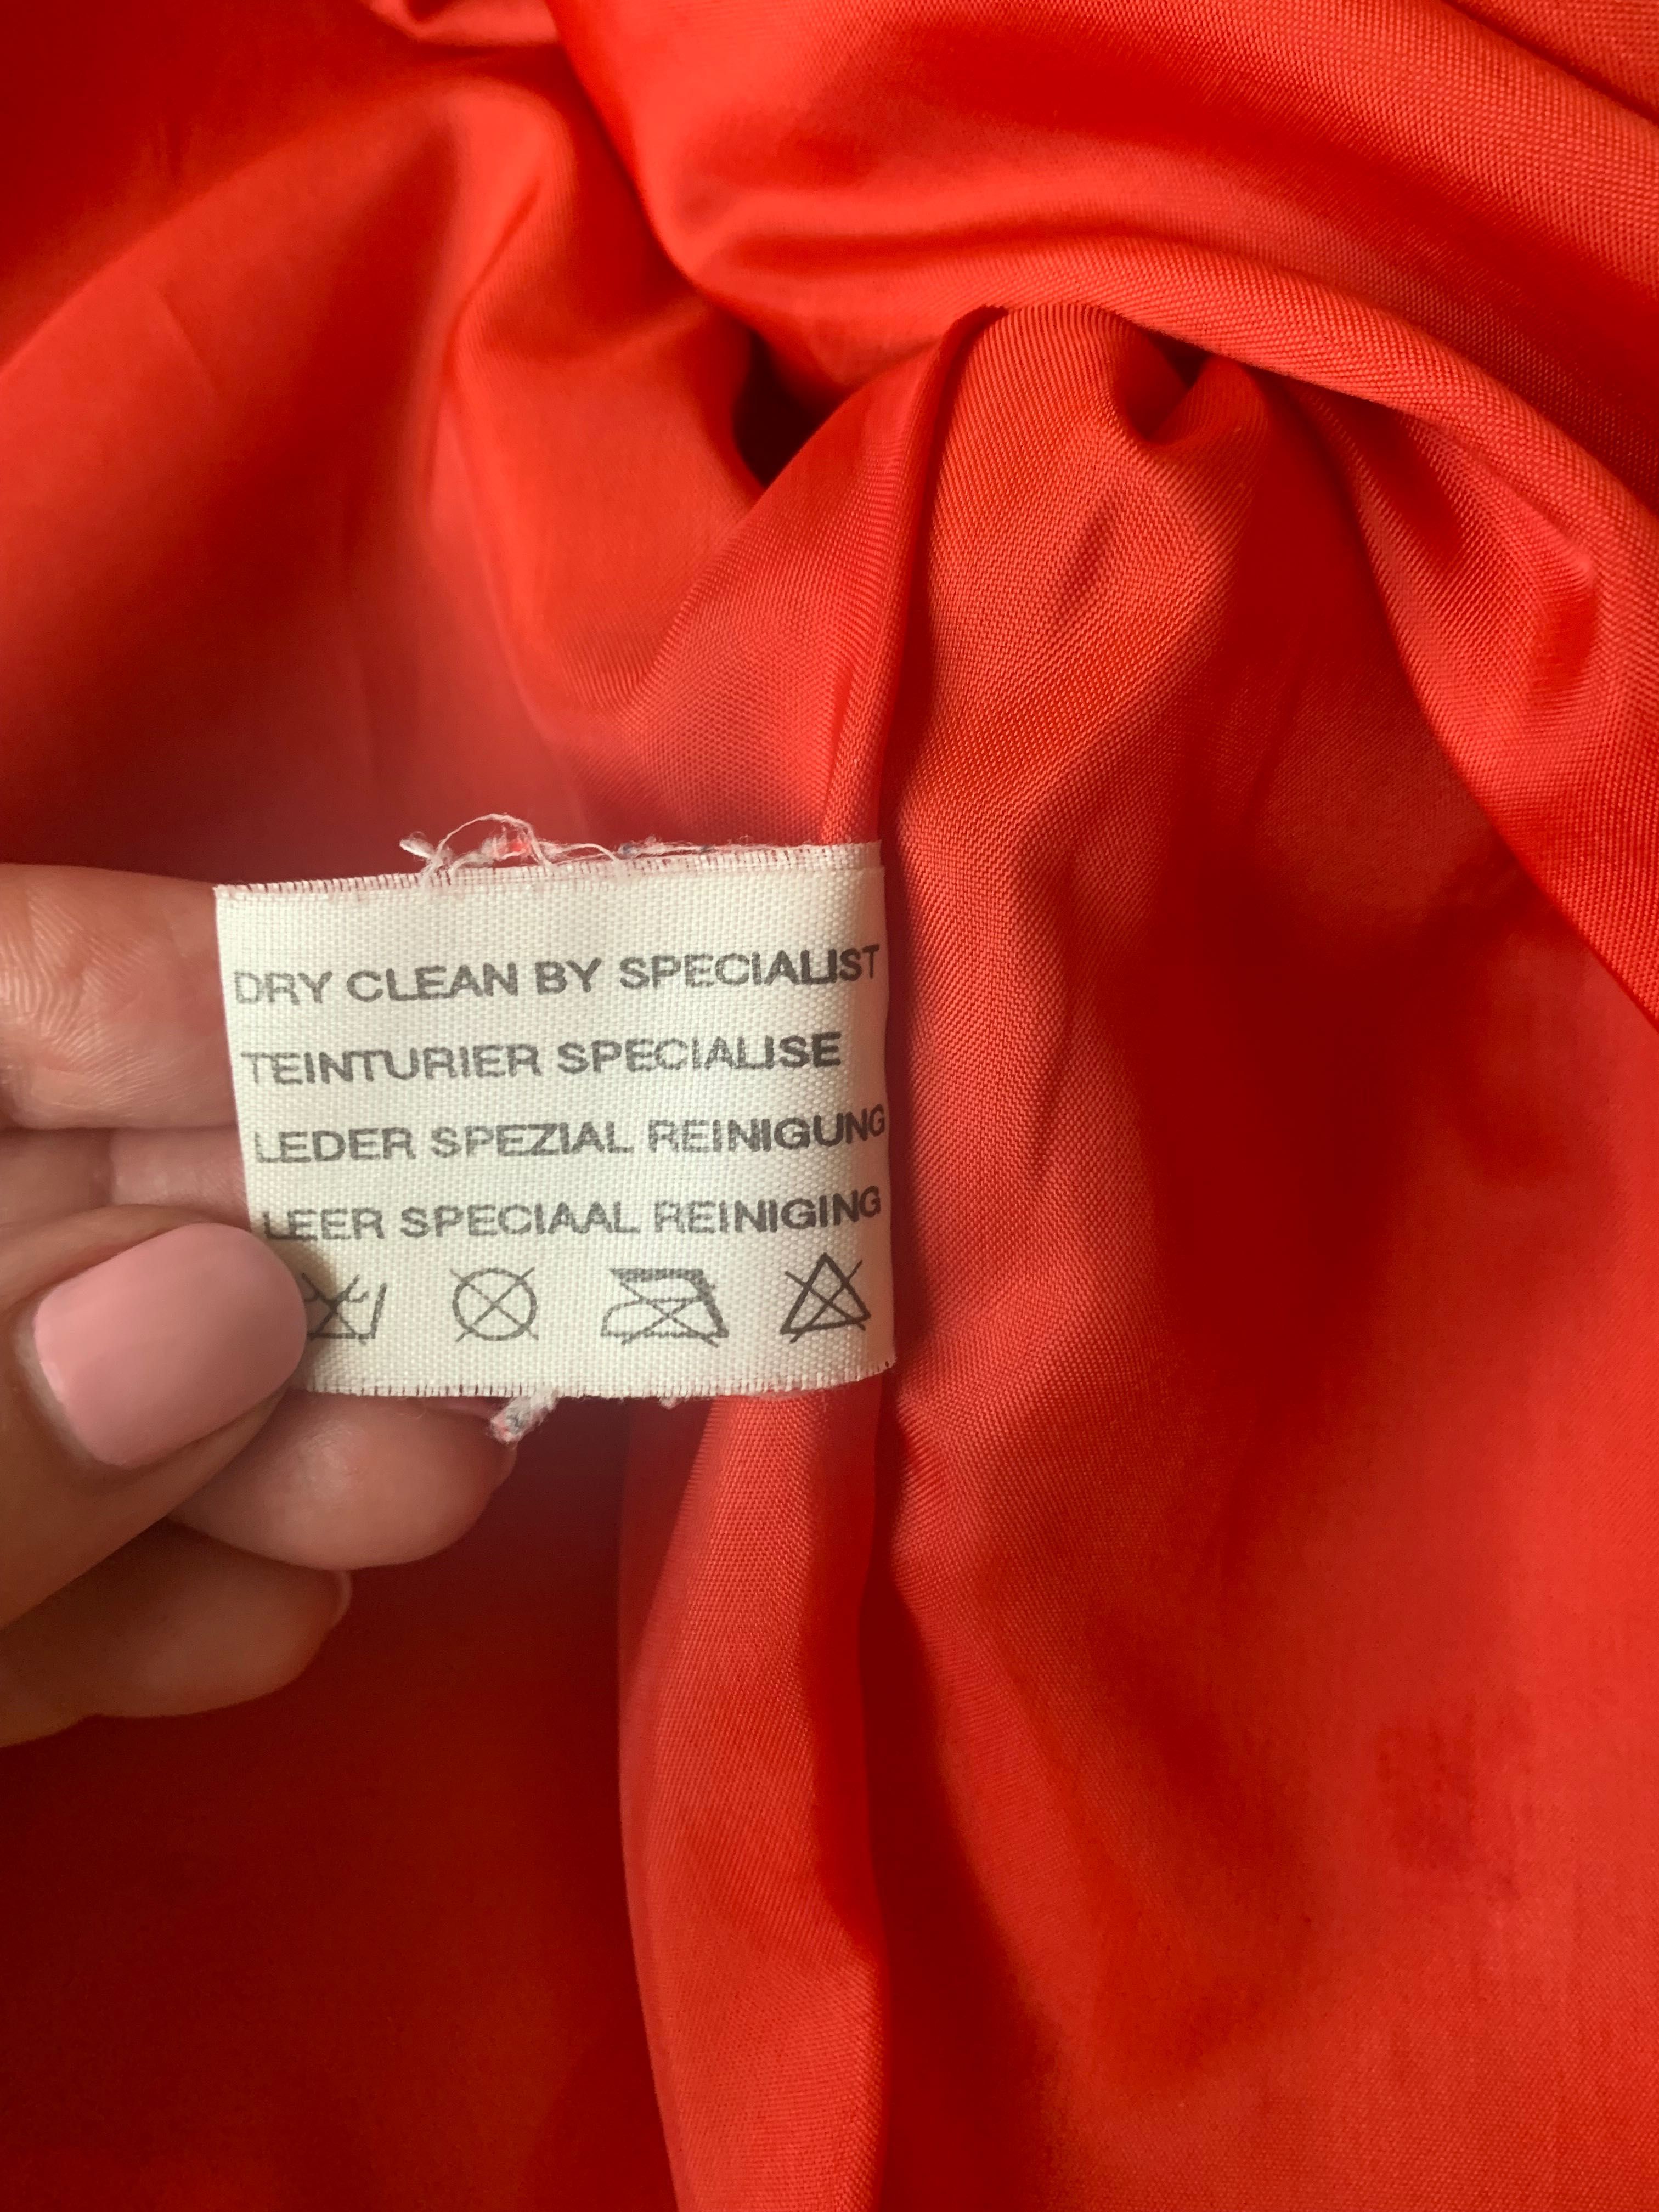 DRY CLEAN BY SPECIALIST
TEINTURIER SPECIALISE
LEDER SPEZIAL REINIGUNG
LEER SPECIAAL REINIGING